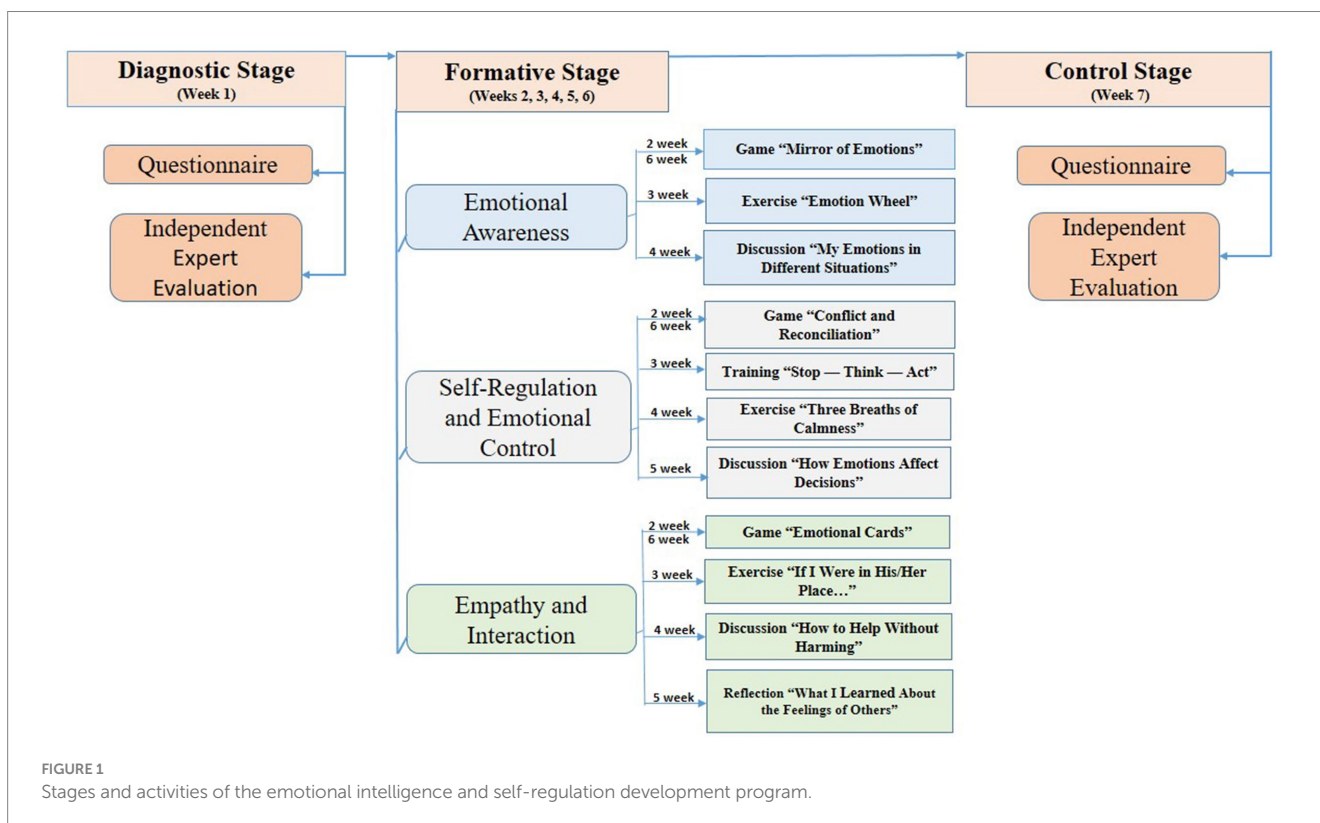 Diagnostic Stage
(Week 1)
Questionnaire
Independent
Expert
Evaluation
Formative Stage
(Weeks 2, 3, 4, 5, 6)
Emotional
Awareness
2 week
6 week
Game “Mirror of Emotions”
3 week
Exercise “Emotion Wheel”
4 week
Discussion “My Emotions in
Different Situations”
Self-Regulation
and Emotional
Control
2 week
6 week
Game “Conflict and
Reconciliation”
3 week
Training “Stop — Think — Act”
4 week
Exercise “Three Breaths of
Calmness”
5 week
Discussion “How Emotions Affect
Decisions”
Empathy and
Interaction
2 week
6 week
Game “Emotional Cards”
3 week
Exercise “If I Were in His/Her
Place…”
4 week
Discussion “How to Help Without
Harming”
5 week
Reflection “What I Learned About
the Feelings of Others”
Control Stage
(Week 7)
Questionnaire
Independent
Expert
Evaluation
FIGURE 1
Stages and activities of the emotional intelligence and self-regulation development program.